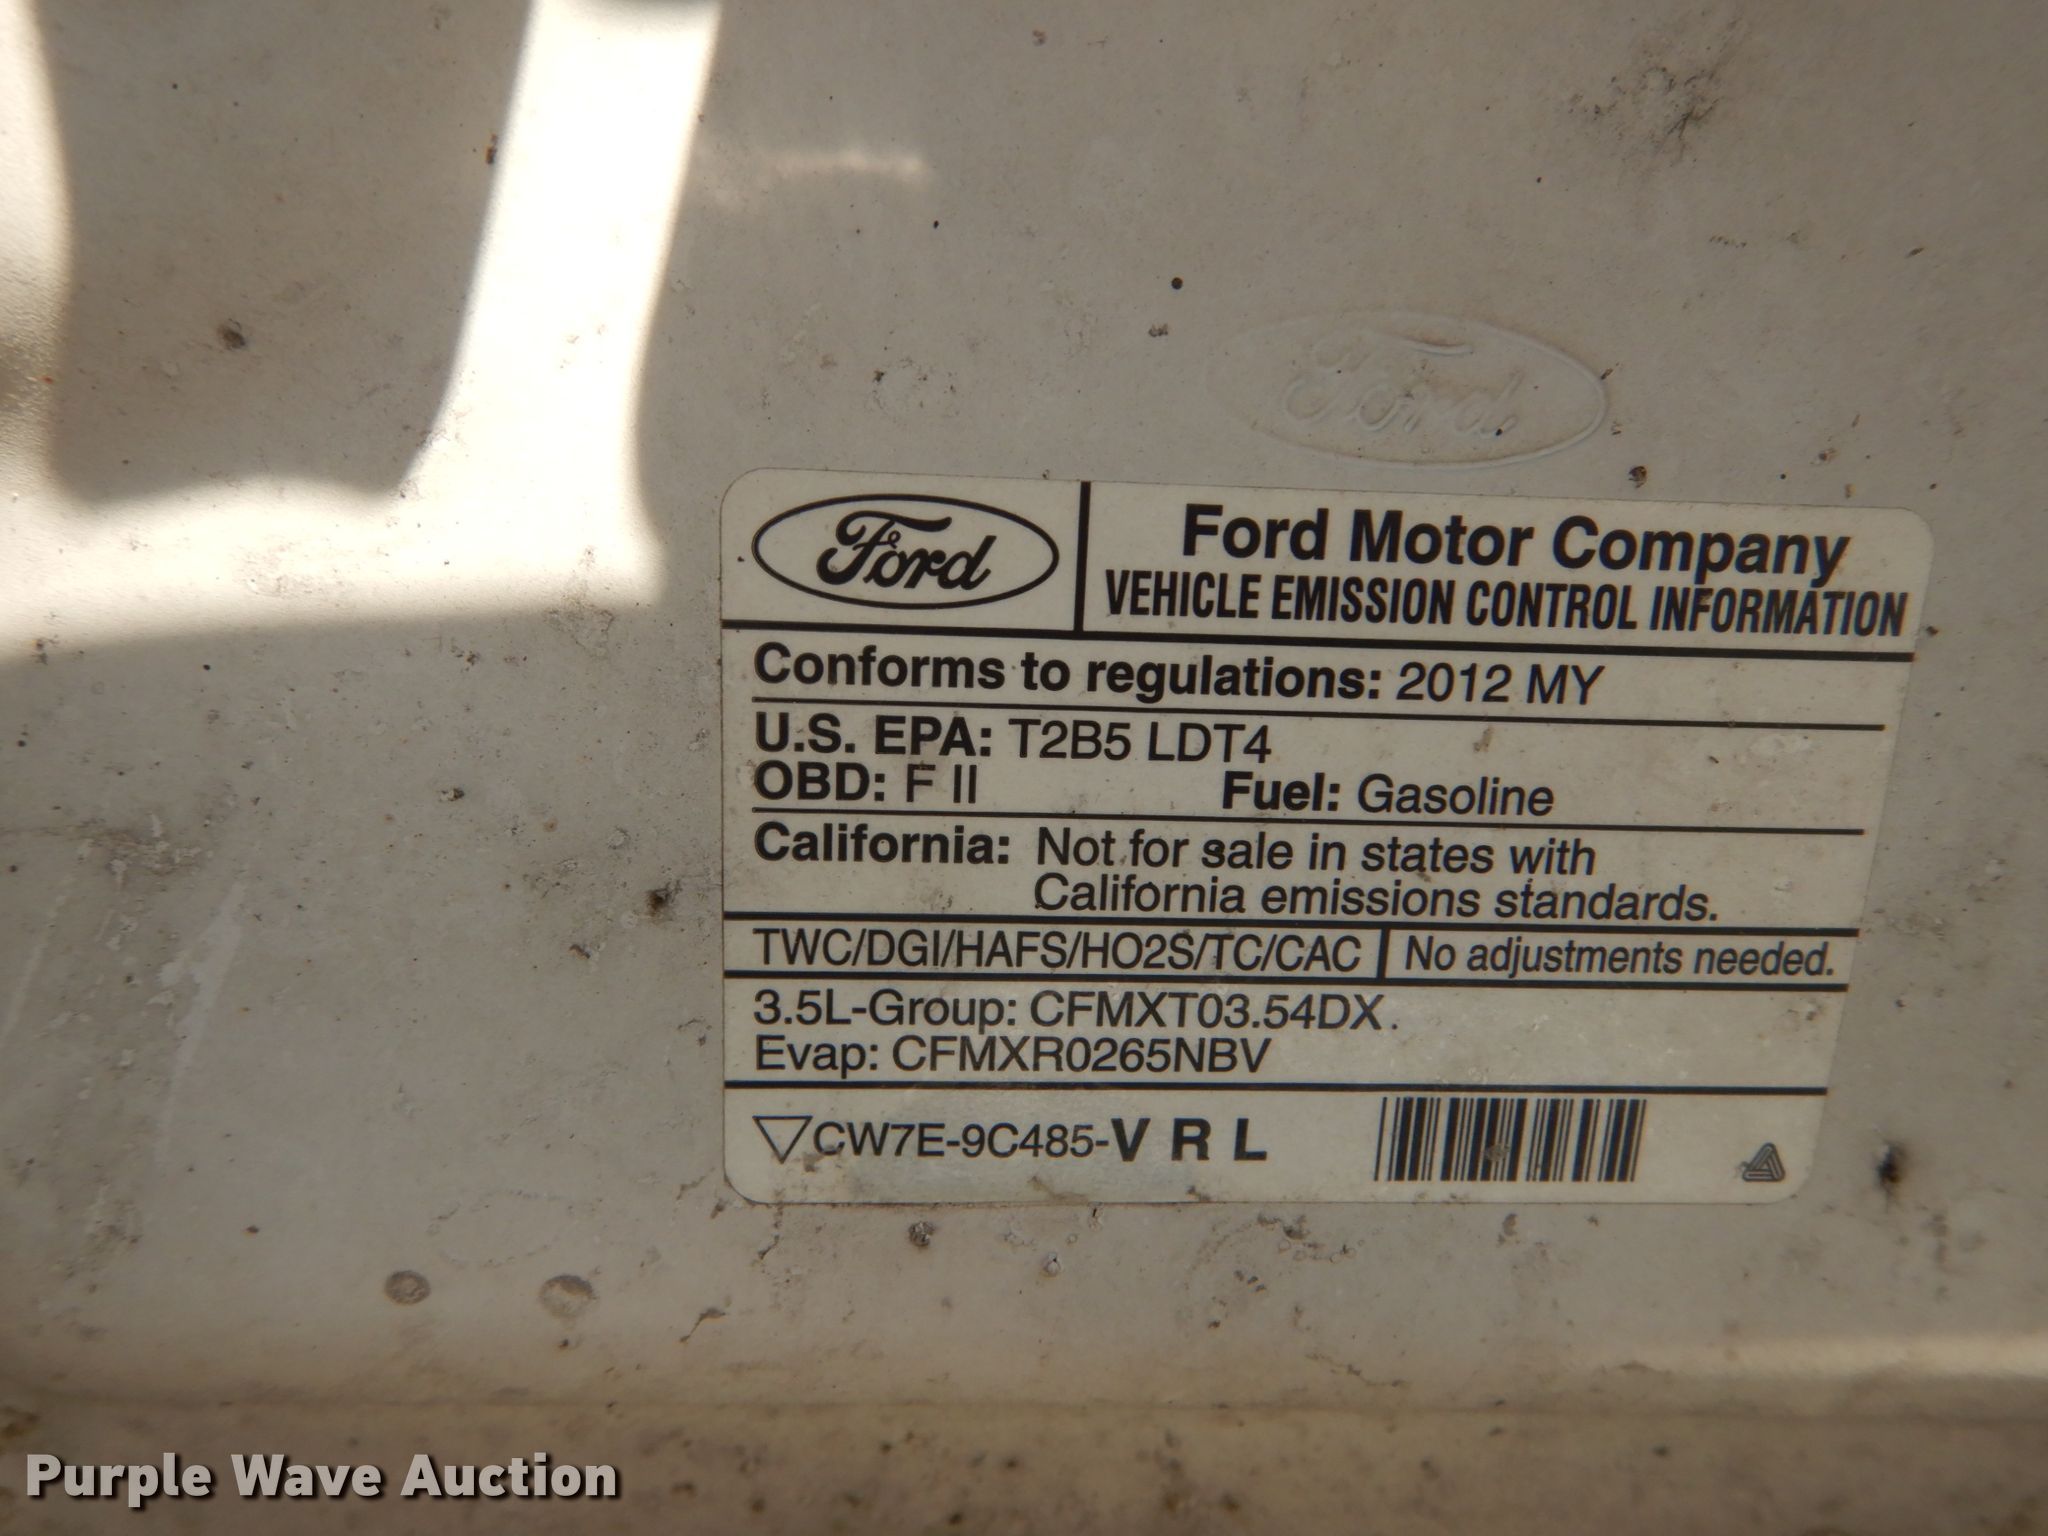 Ford
Ford
Ford Motor Company
VEHICLE EMISSION CONTROL INFORMATION
Conforms to regulations: 2012 MY
U.S. EPA: T2B5 LDT4
OBD: F II Fuel: Gasoline
California: Not for sale in states with
California emissions standards.
TWC/DGI/HAFS/HO2S/TC/CAC No adjustments needed.
3.5L-Group: CFMXT03.54DX.
Evap: CFMXR0265NBV
CW7E-9C485-V R L
Purple Wave Auction